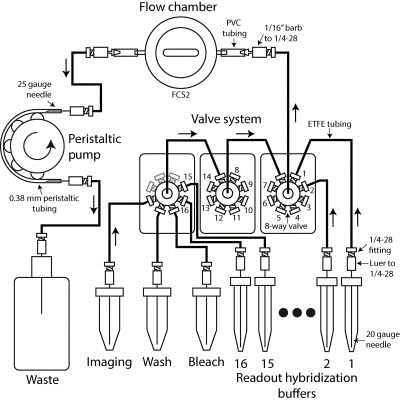 Flow chamber
PVC
tubing
1/16" barb
to 1/4-28
FCS2
25 gauge
needle
Valve system
ETFE tubing
Peristaltic
pump
0.38 mm peristaltic
tubing
15
16
14
8
9
13
10
12
11
7
1
2
6
3
5
4
8-way valve
1/4-28
fitting
Luer to
1/4-28
20 gauge
needle
Imaging
Wash
Bleach
16
15
2
1
Readout hybridization
buffers
Waste